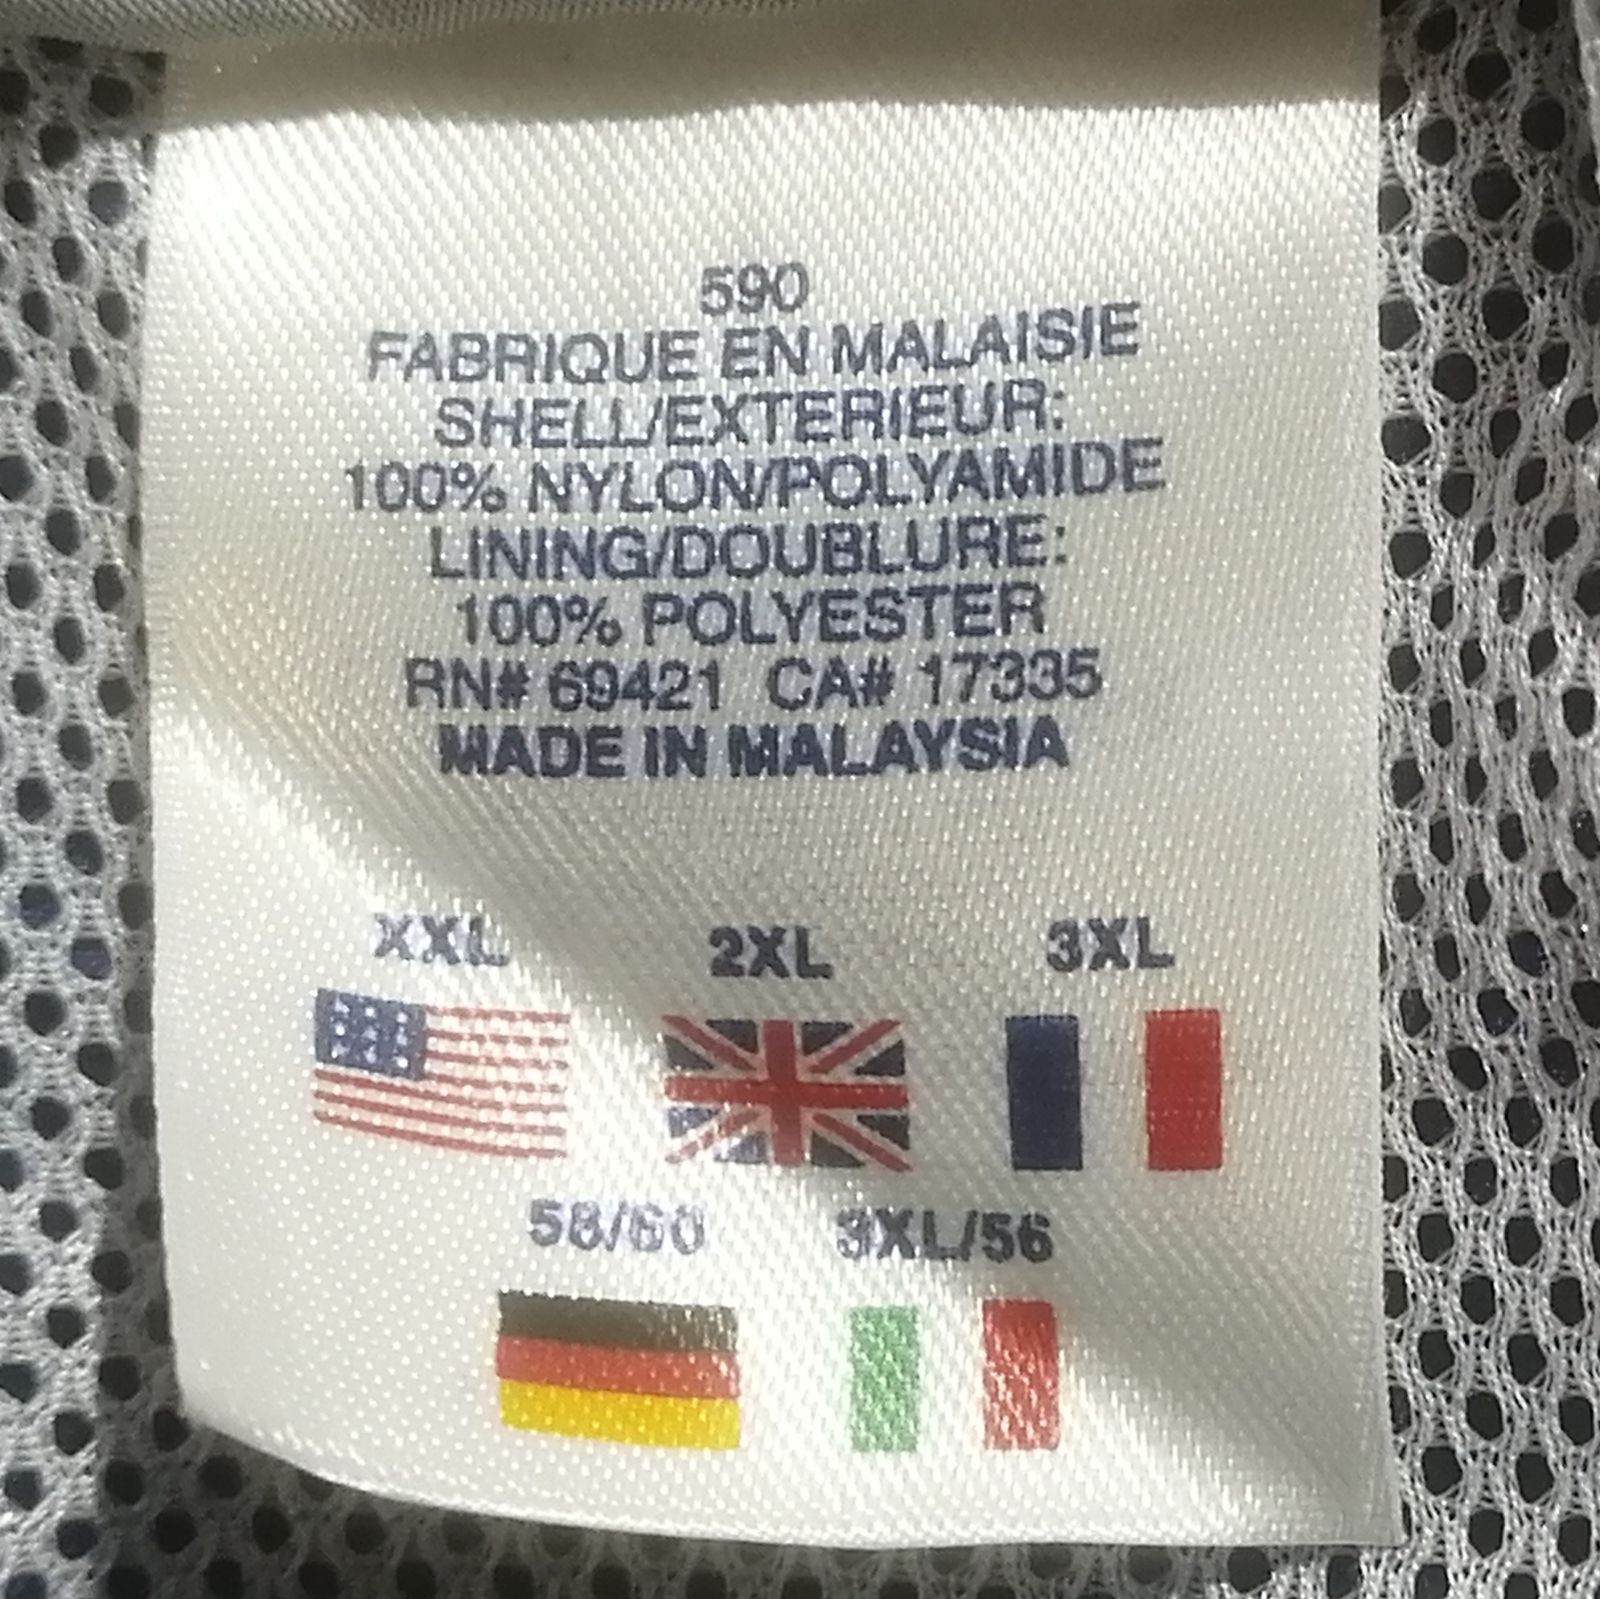 590
FABRIQUE EN MALAISIE
SHELL/EXTERIEUR:
100% NYLON/POLYAMIDE
LINING/DOUBLURE:
100% POLYESTER
RN# 69421 CA# 17335
MADE IN MALAYSIA
XXL 2XL 3XL
58/60 3XL/56